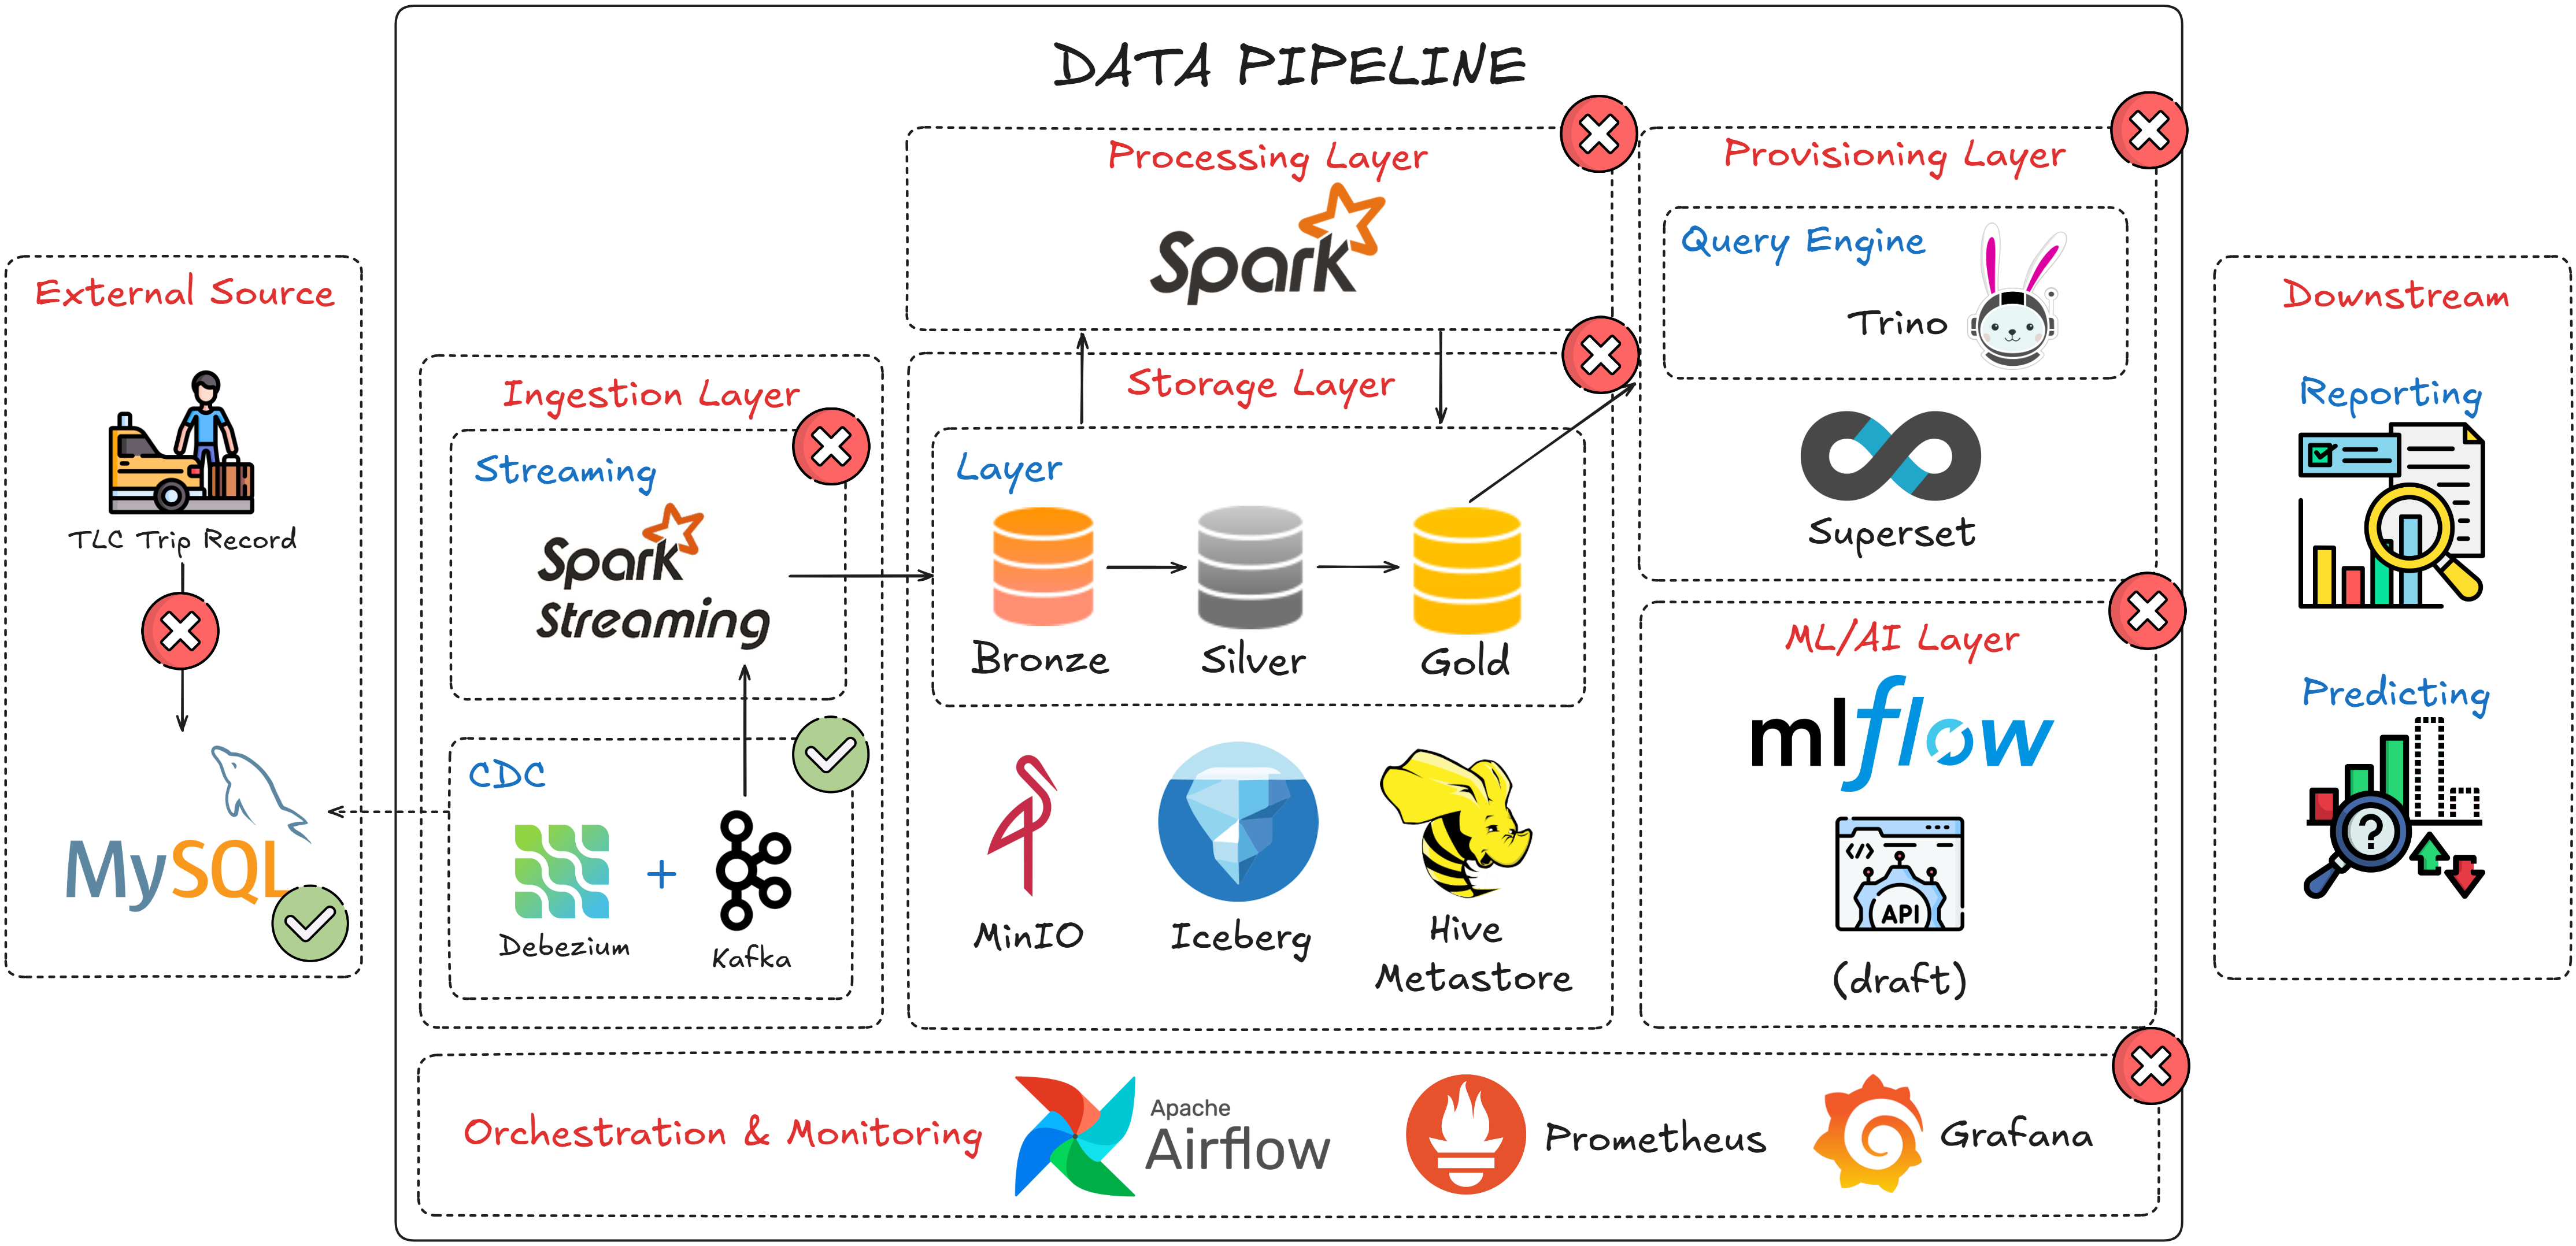 DATA PIPELINE
External Source
TLC Trip Record
MySQL
Ingestion Layer
Streaming
Spark
Streaming
CDC
Debezium
+
Kafka
Processing Layer
Spark
Storage Layer
Layer
Bronze
Silver
Gold
MinIO
Iceberg
Hive
Metastore
Provisioning Layer
Query Engine
Trino
Superset
ML/AI Layer
mlflow
</>
API
(draft)
Orchestration & Monitoring
Apache
Airflow
Prometheus
Grafana
Downstream
Reporting
Predicting
?